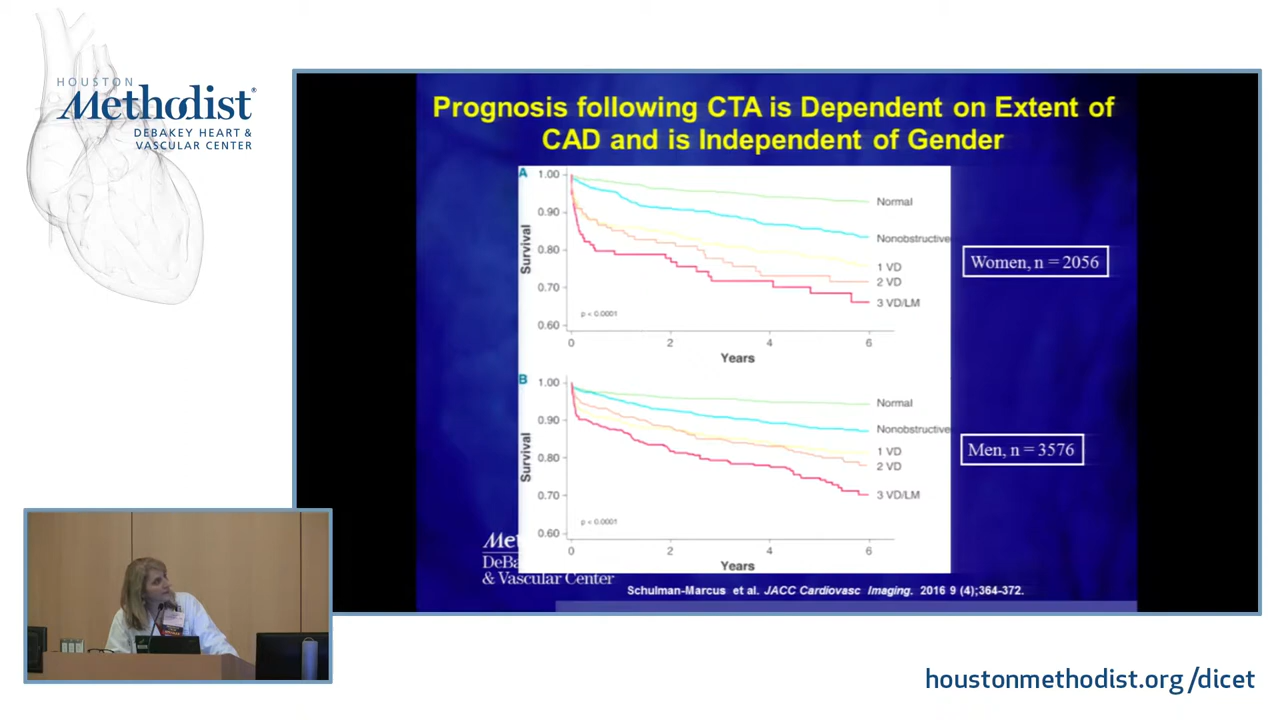 HOUSTON
Methodist®
DEBAKEY HEART &
VASCULAR CENTER
Prognosis following CTA is Dependent on Extent of
CAD and is Independent of Gender
A
1.00
0.90
0.80
0.70
0.60
Survival
Normal
Nonobstructive
1 VD
2 VD
3 VD/LM
p < 0.0001
0 2 4 6
Years
Women, n = 2056
B
1.00
0.90
0.80
0.70
0.60
Survival
Normal
Nonobstructive
1 VD
2 VD
3 VD/LM
p < 0.0001
0 2 4 6
Years
Men, n = 3576
Me
DeBa
& Vascular Center
Schulman-Marcus et al. JACC Cardiovasc Imaging. 2016 9 (4);364-372.
houstonmethodist.org/dicet